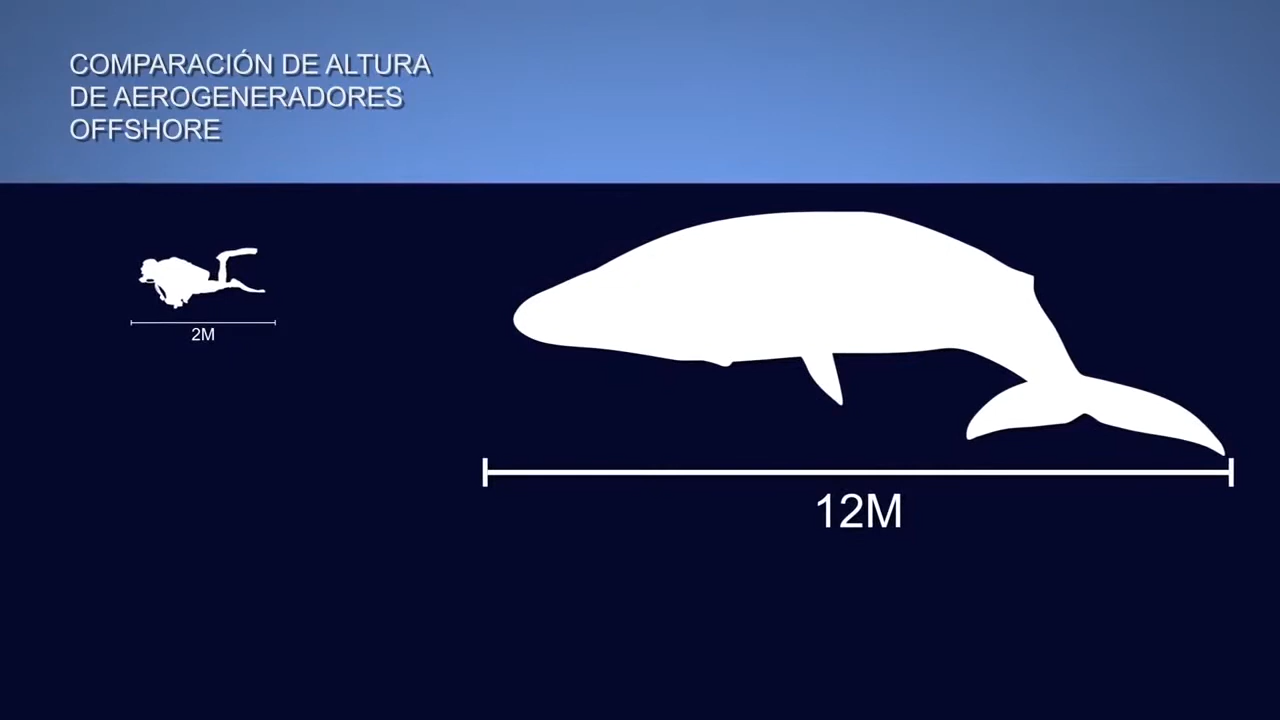 COMPARACIÓN DE ALTURA
DE AEROGENERADORES
OFFSHORE
2M
12M